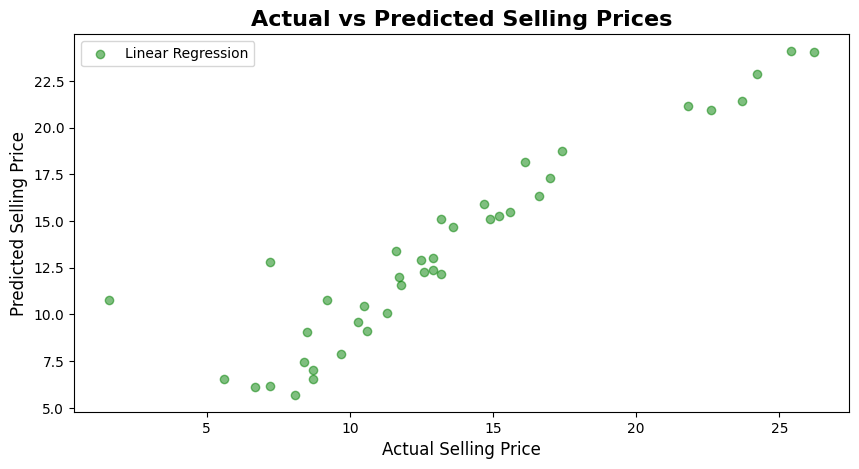 Actual vs Predicted Selling Prices
Linear Regression
Predicted Selling Price
22.5
20.0
17.5
15.0
12.5
10.0
7.5
5.0
5 10 15 20 25
Actual Selling Price